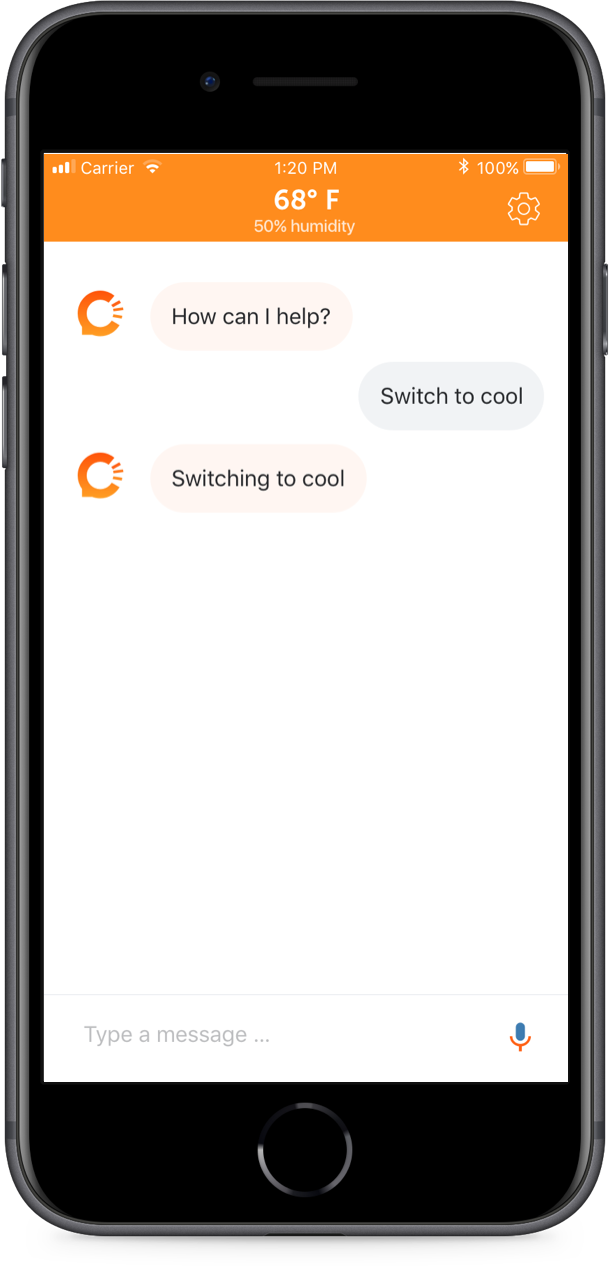 Carrier 1:20 PM 100%
68° F
50% humidity
How can I help?
Switch to cool
Switching to cool
Type a message ...